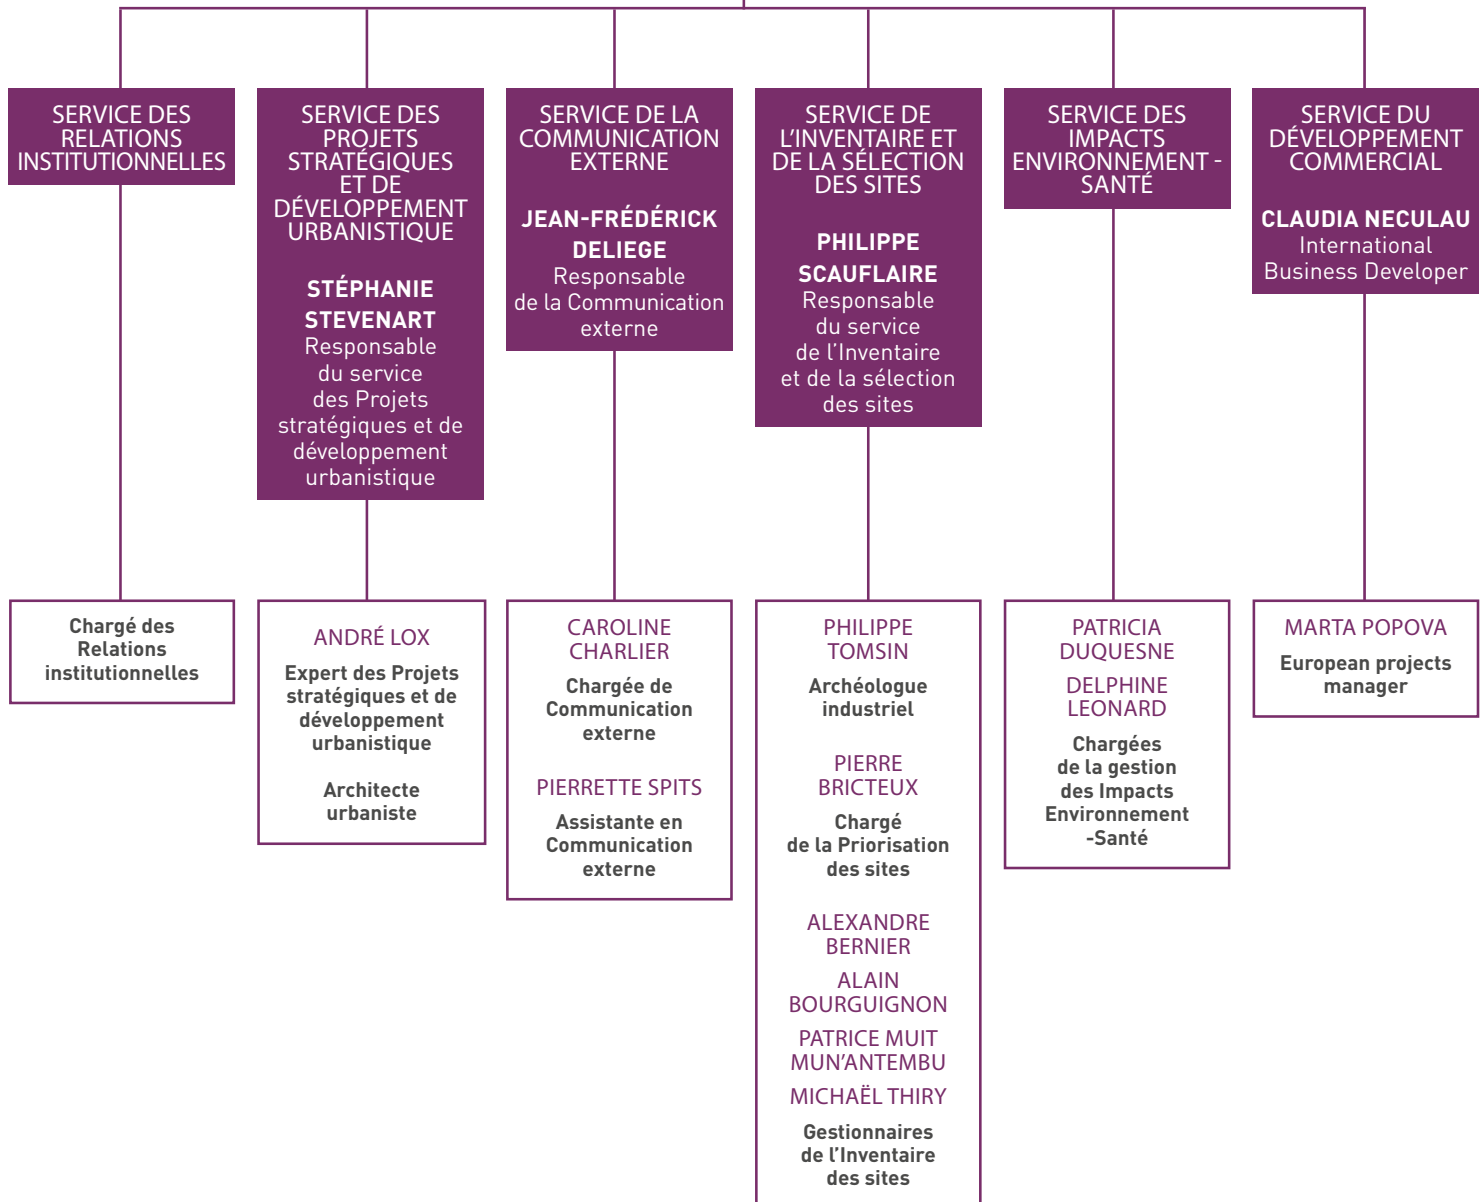 SERVICE DES
RELATIONS
INSTITUTIONNELLES
SERVICE DES
PROJETS
STRATÉGIQUES
ET DE
DÉVELOPPEMENT
URBANISTIQUE
STÉPHANIE
STEVENART
Responsable
du service
des Projets
stratégiques et de
développement
urbanistique
SERVICE DE LA
COMMUNICATION
EXTERNE
JEAN-FRÉDÉRICK
DELIEGE
Responsable
de la Communication
externe
SERVICE DE
L'INVENTAIRE ET
DE LA SÉLECTION
DES SITES
PHILIPPE
SCAUFLAIRE
Responsable
du service
de l'Inventaire
et de la sélection
des sites
SERVICE DES
IMPACTS
ENVIRONNEMENT -
SANTÉ
SERVICE DU
DÉVELOPPEMENT
COMMERCIAL
CLAUDIA NECULAU
International
Business Developer
Chargé des
Relations
institutionnelles
ANDRÉ LOX
Expert des Projets
stratégiques et de
développement
urbanistique
Architecte
urbaniste
CAROLINE
CHARLIER
Chargée de
Communication
externe
PIERRETTE SPITS
Assistante en
Communication
externe
PHILIPPE
TOMSIN
Archéologue
industriel
PIERRE
BRICTEUX
Chargé
de la Priorisation
des sites
ALEXANDRE
BERNIER
ALAIN
BOURGUIGNON
PATRICE MUIT
MUN'ANTEMBU
MICHAËL THIRY
Gestionnaires
de l'Inventaire
des sites
PATRICIA
DUQUESNE
DELPHINE
LEONARD
Chargées
de la gestion
des Impacts
Environnement
-Santé
MARTA POPOVA
European projects
manager